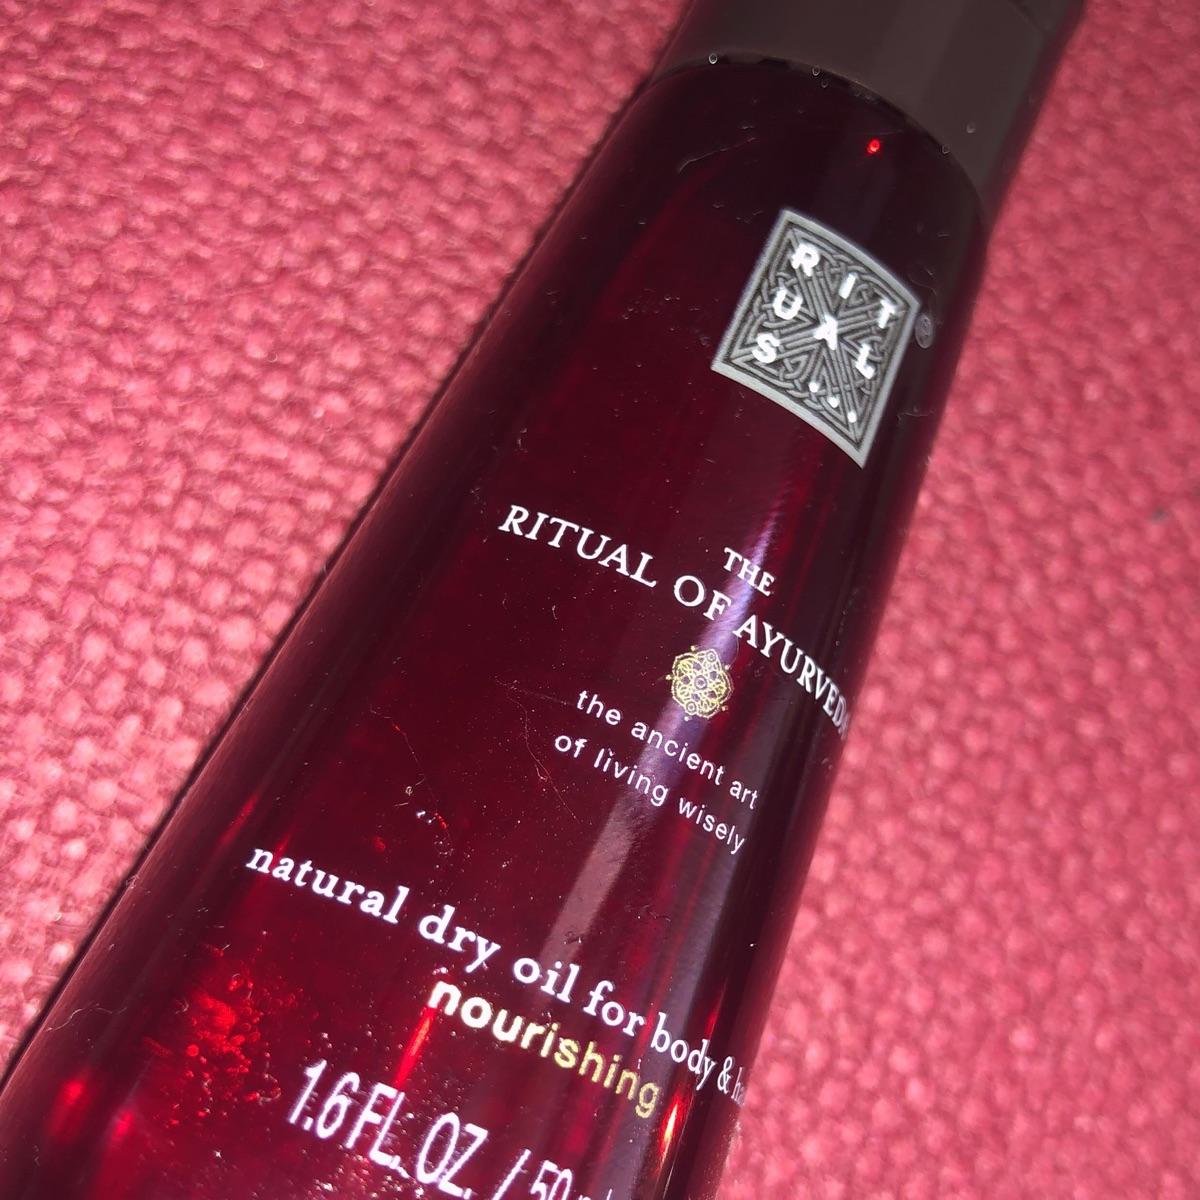 RIT
UAL
S...
®
THE
RITUAL OF AYURVEDA
the ancient art
of living wisely
natural dry oil for body &
nourishing
1.6 FL. OZ. / 50